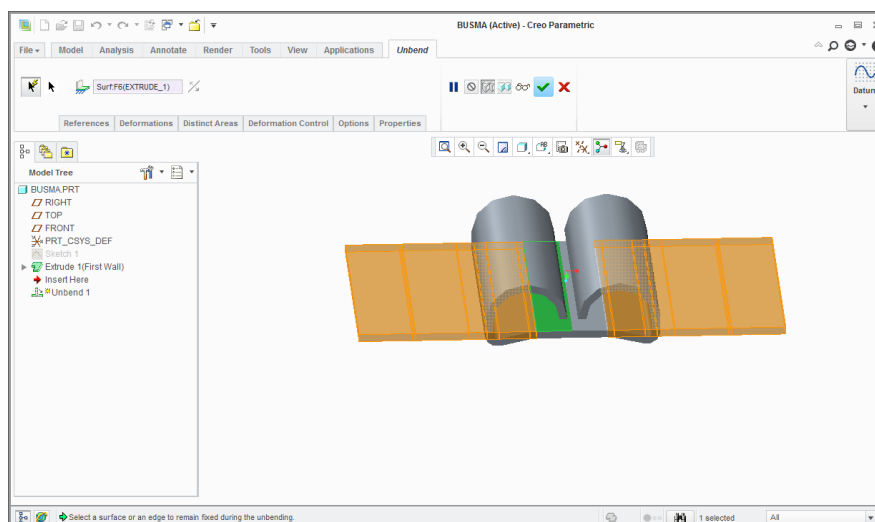 BUSMA (Active) - Creo Parametric
File Model Analysis Annotate Render Tools View Applications Unbend
Surf:F6(EXTRUDE_1)
Datum
References Deformations Distinct Areas Deformation Control Options Properties
Model Tree
BUSMA.PRT
RIGHT
TOP
FRONT
PRT_CSYS_DEF
Sketch 1
Extrude 1(First Wall)
Insert Here
Unbend 1
Select a surface or an edge to remain fixed during the unbending.
1 selected
All